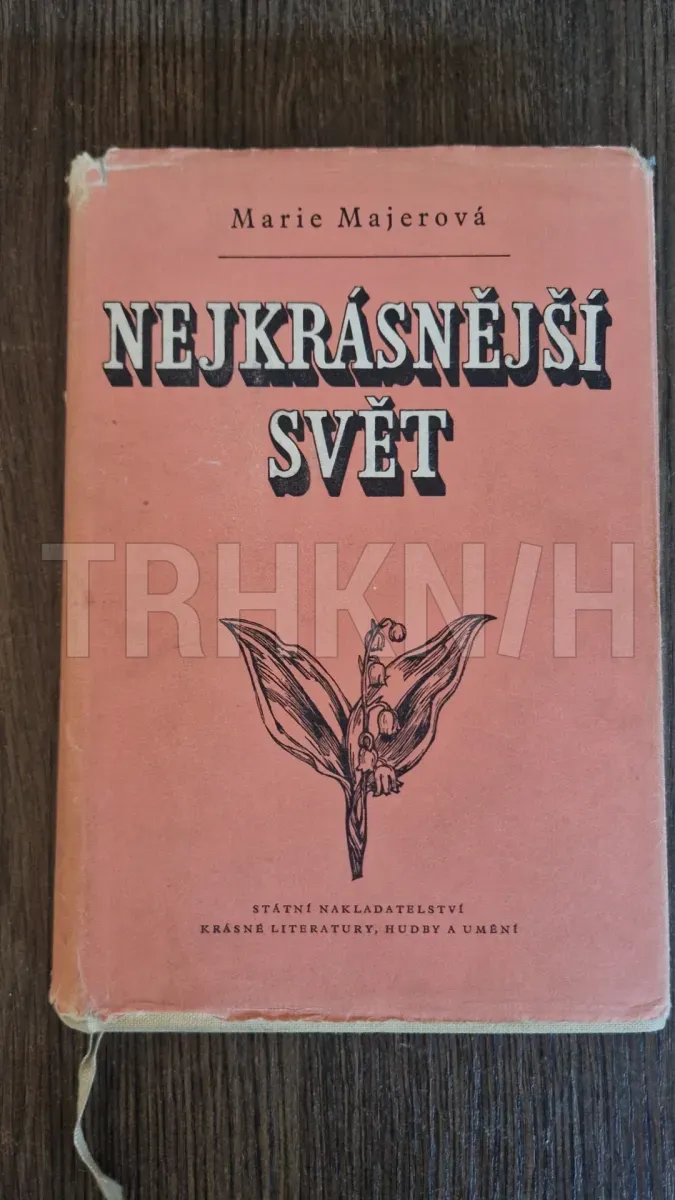 Marie Majerová
NEJKRÁSNĚJŠÍ
SVĚT
TRHKNIH
STÁTNÍ NAKLADATELSTVÍ
KRÁSNÉ LITERATURY, HUDBY A UMĚNÍ